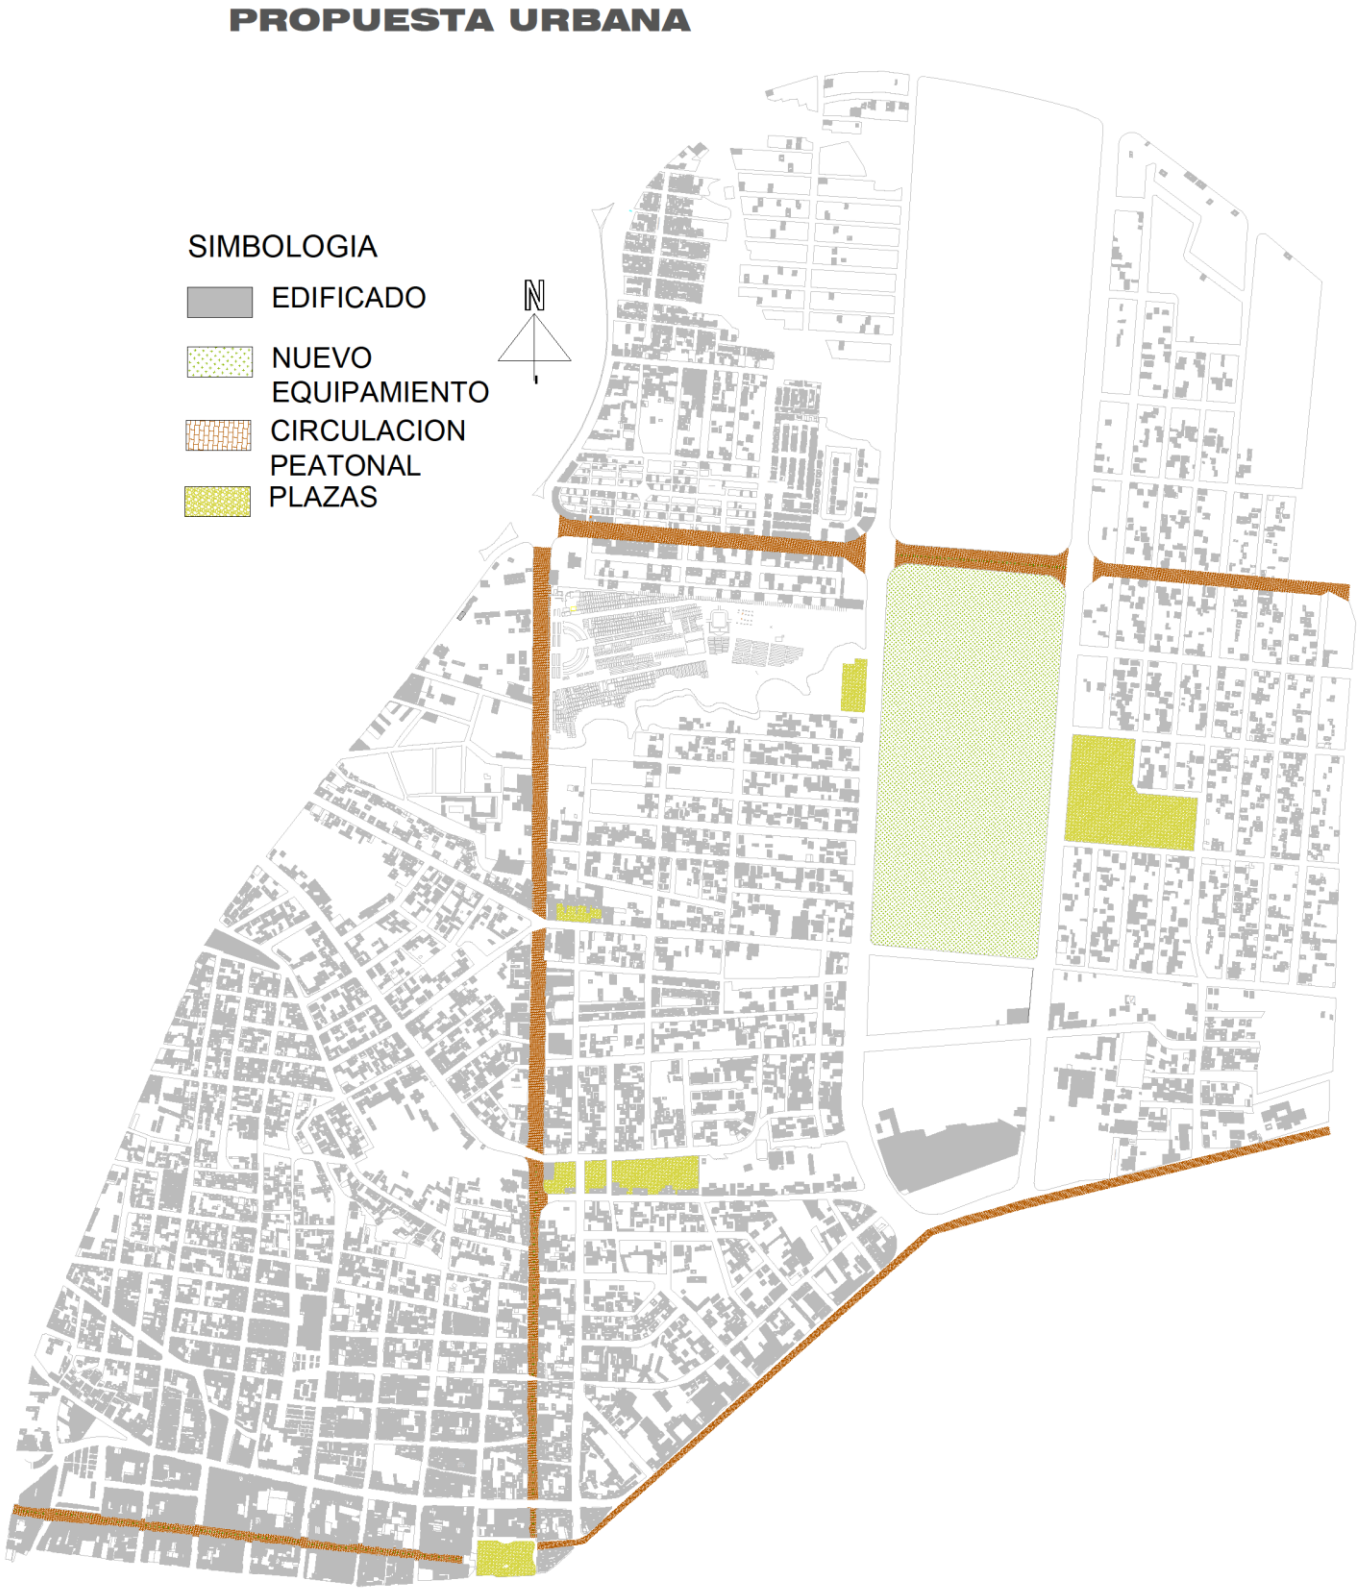 PROPUESTA URBANA
SIMBOLOGIA
EDIFICADO
N
NUEVO
EQUIPAMIENTO
CIRCULACION
PEATONAL
PLAZAS